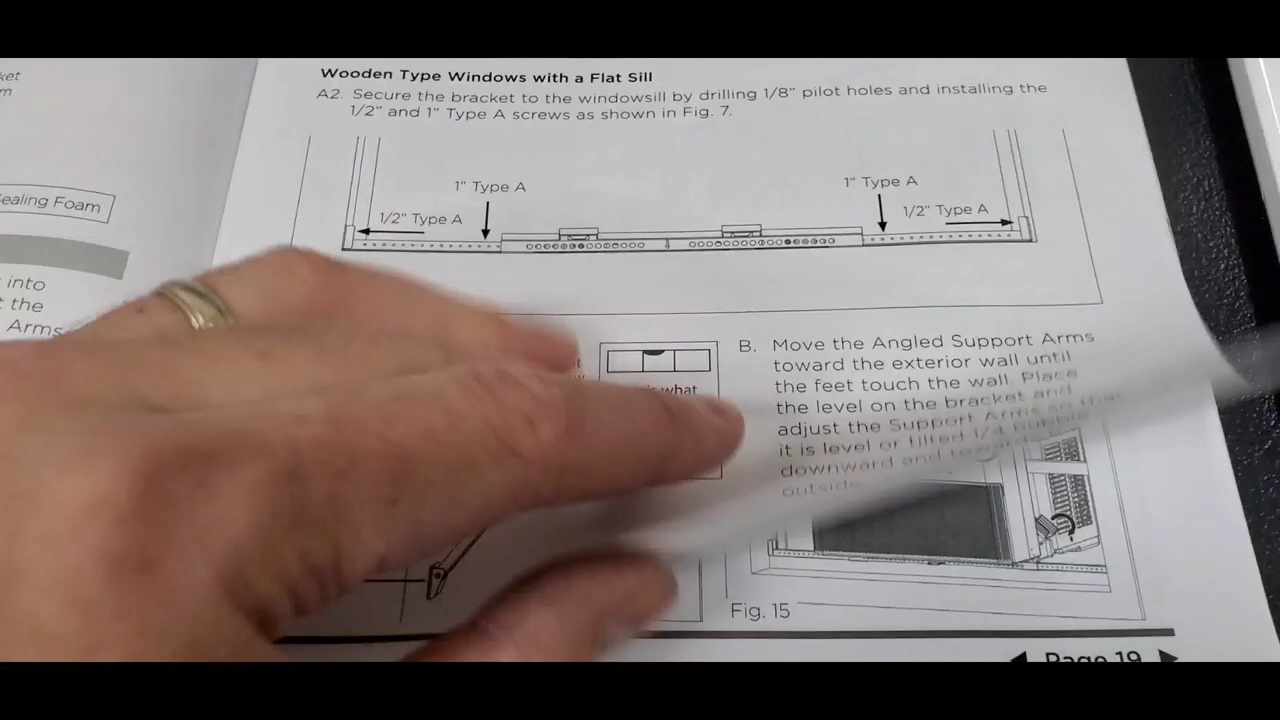 ket
m
ealing Foam
into
the
Arms
Wooden Type Windows with a Flat Sill
A2. Secure the bracket to the windowsill by drilling 1/8" pilot holes and installing the
1/2" and 1" Type A screws as shown in Fig. 7.
1" Type A
1" Type A
1/2" Type A
1/2" Type A
what
B. Move the Angled Support Arms
toward the exterior wall until
the feet touch the wall. Place
the level on the bracket and
adjust the Support Arms so that
it is level or tilted 1/4 bubble
downward and toward
outside
Fig. 15
Page 19